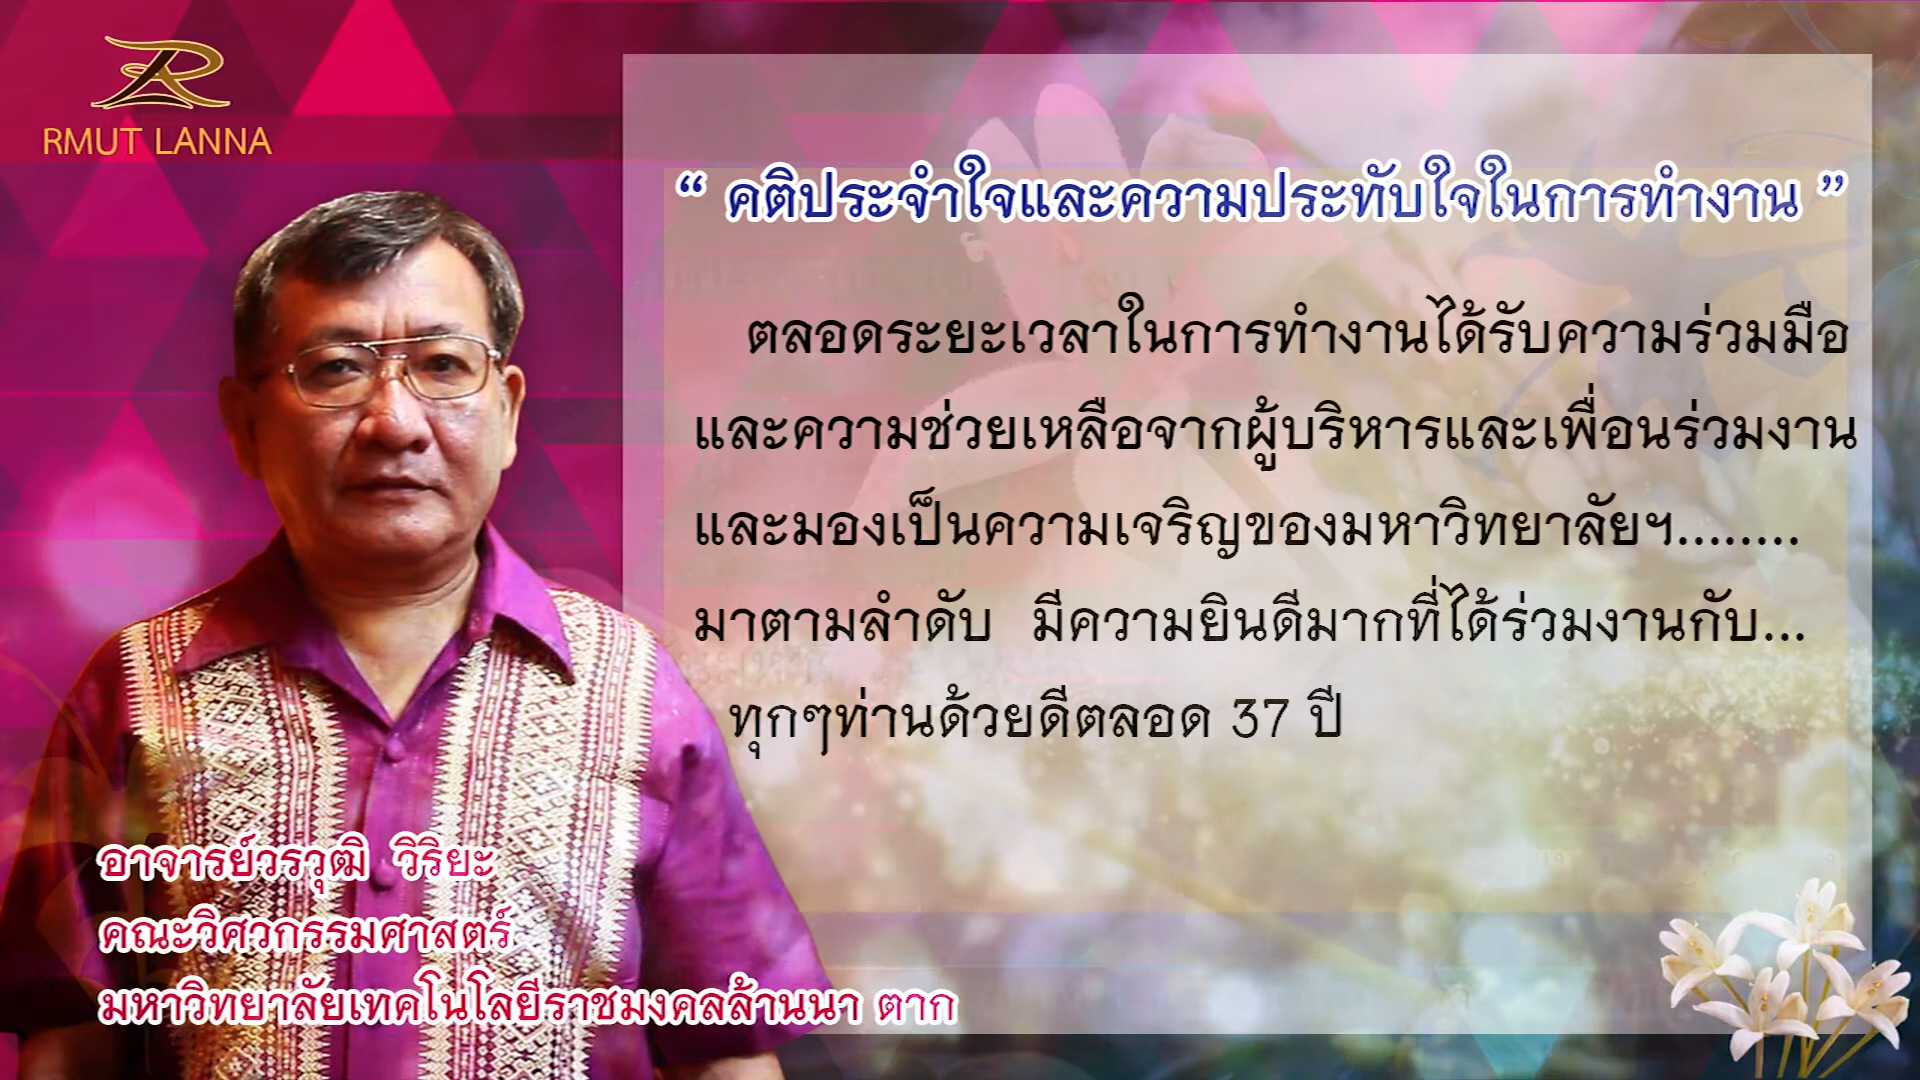 RMUT LANNA
“ คติประจำใจและความประทับใจในการทำงาน ”
ตลอดระยะเวลาในการทำงานได้รับความร่วมมือ
และความช่วยเหลือจากผู้บริหารและเพื่อนร่วมงาน
และมองเป็นความเจริญของมหาวิทยาลัยฯ........
มาตามลำดับ มีความยินดีมากที่ได้ร่วมงานกับ...
ทุกๆท่านด้วยดีตลอด 37 ปี
อาจารย์วรวุฒิ วิริยะ
คณะวิศวกรรมศาสตร์
มหาวิทยาลัยเทคโนโลยีราชมงคลล้านนา ตาก